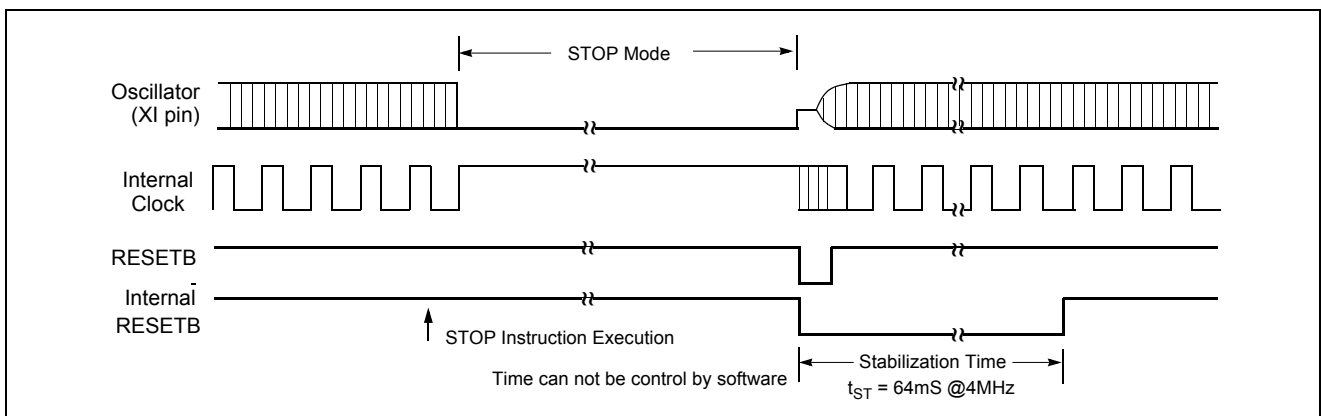 STOP Mode
Oscillator
(XI pin)
Internal
Clock
RESETB
Internal
RESETB
STOP Instruction Execution
Time can not be control by software
Stabilization Time
tST = 64mS @4MHz